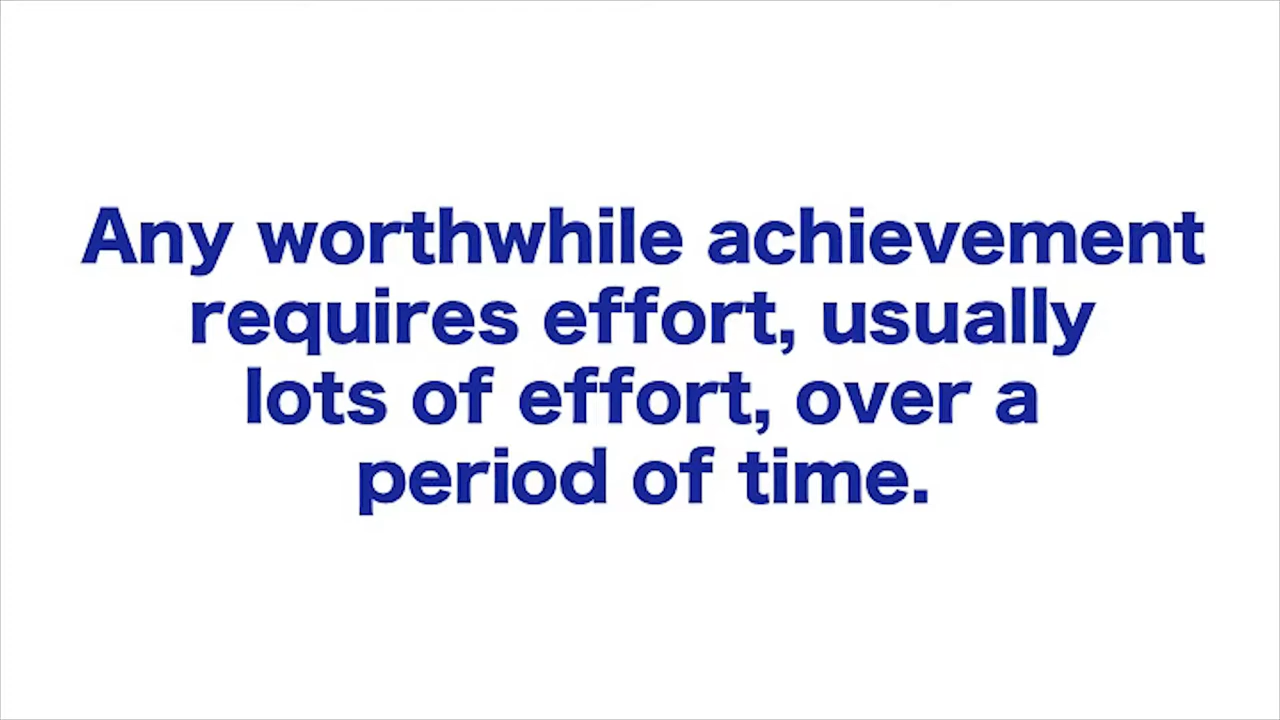 Any worthwhile achievement
requires effort, usually
lots of effort, over a
period of time.